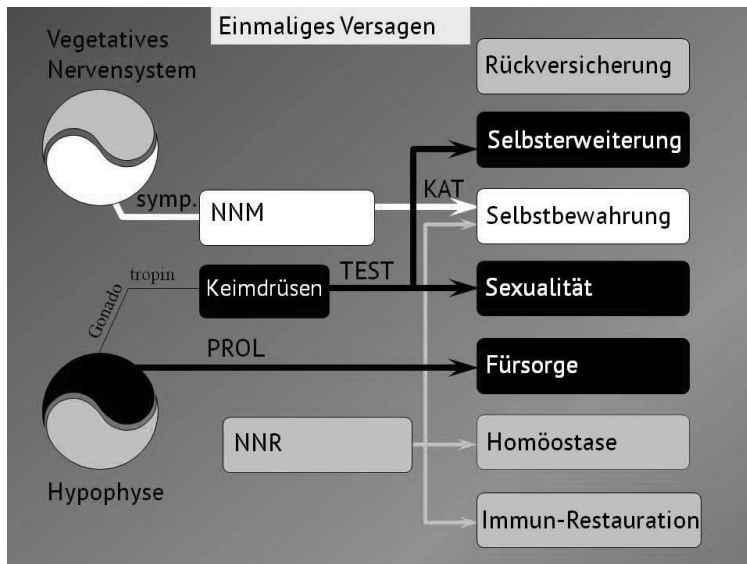 Einmaliges Versagen
Vegetatives
Nervensystem
Rückversicherung
Selbsterweiterung
symp.
NNM
KAT
Selbstbewahrung
tropin
Gonado
Keimdrüsen
TEST
Sexualität
PROL
Fürsorge
NNR
Homöostase
Hypophyse
Immun-Restauration